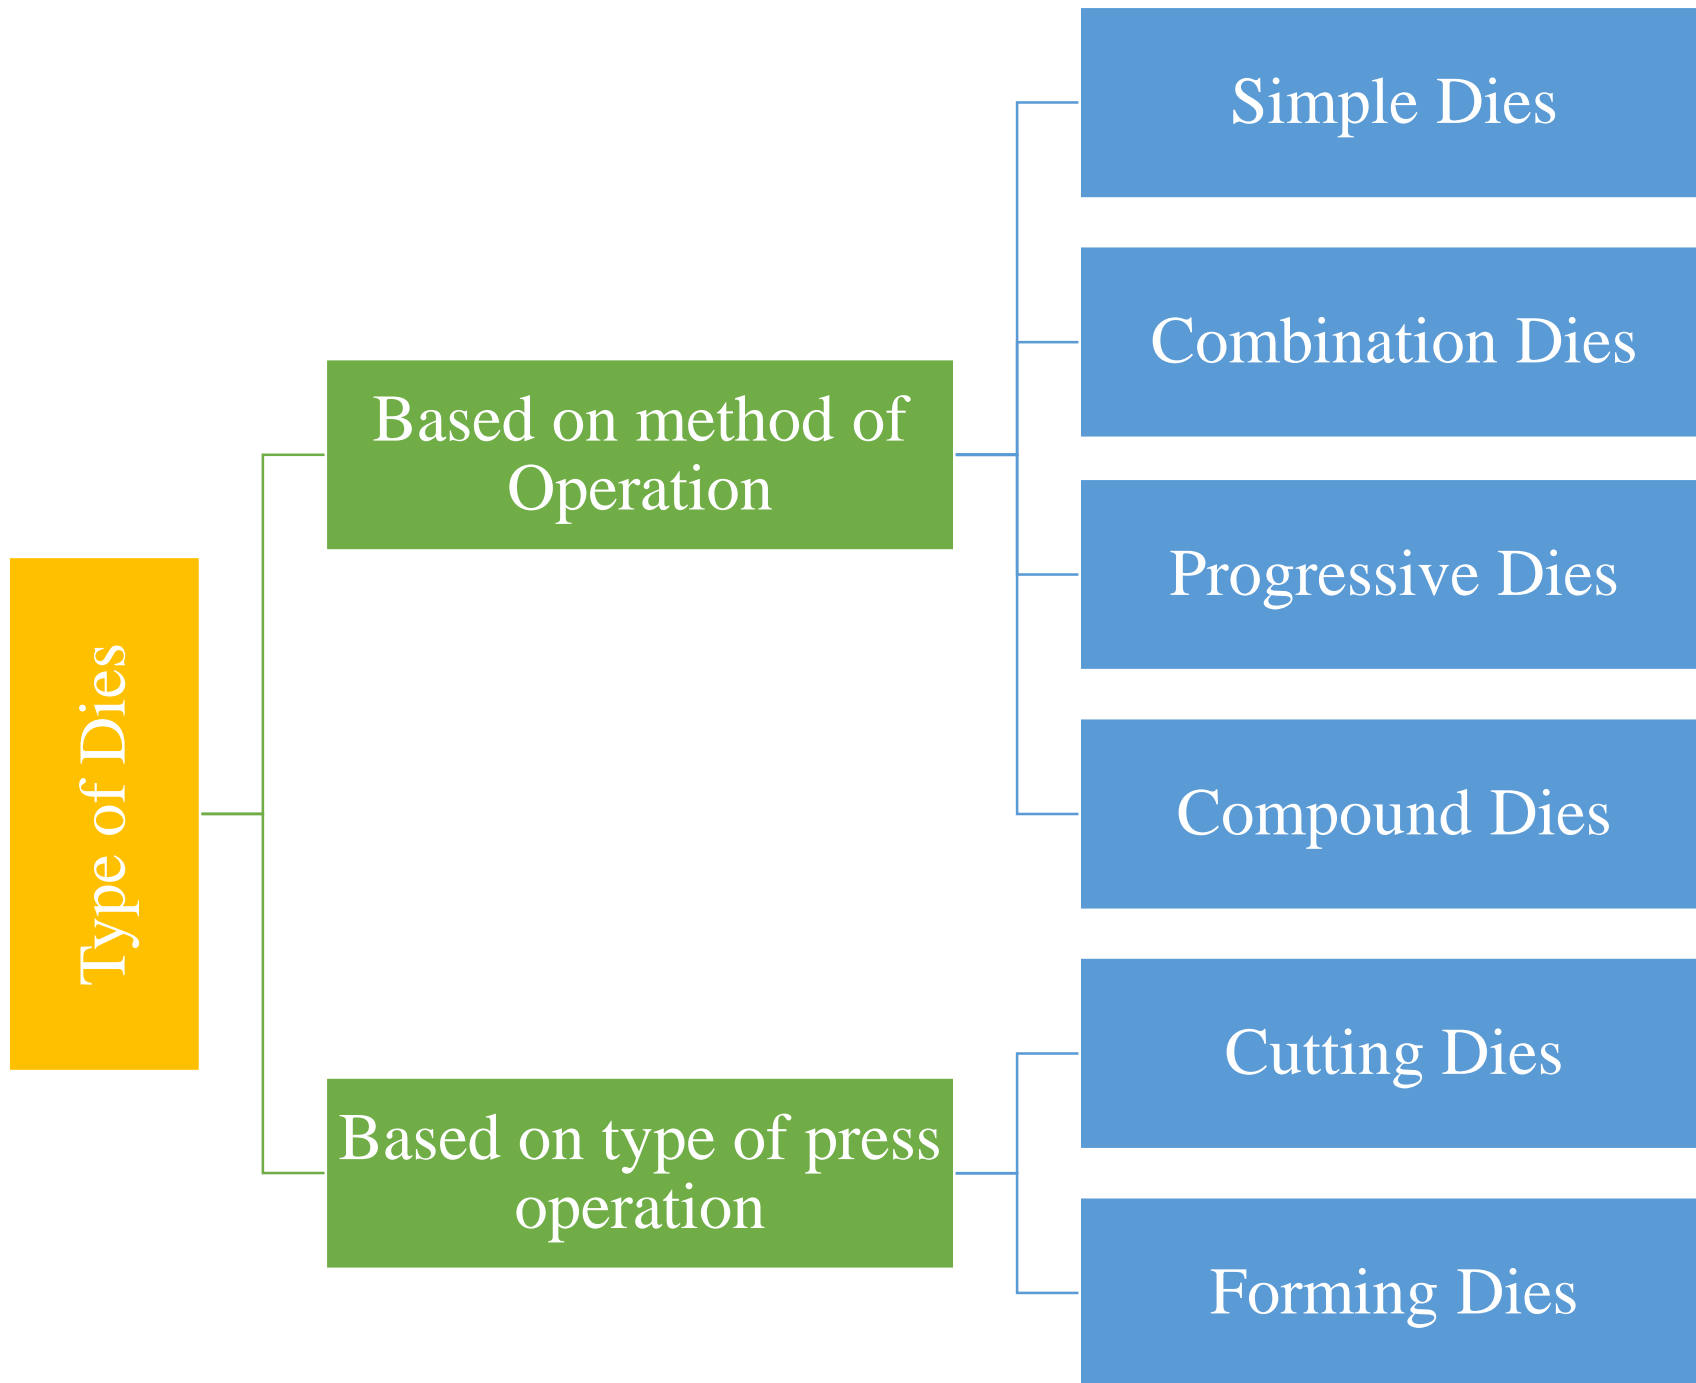 Type of Dies
Based on method of
Operation
Simple Dies
Combination Dies
Progressive Dies
Compound Dies
Based on type of press
operation
Cutting Dies
Forming Dies